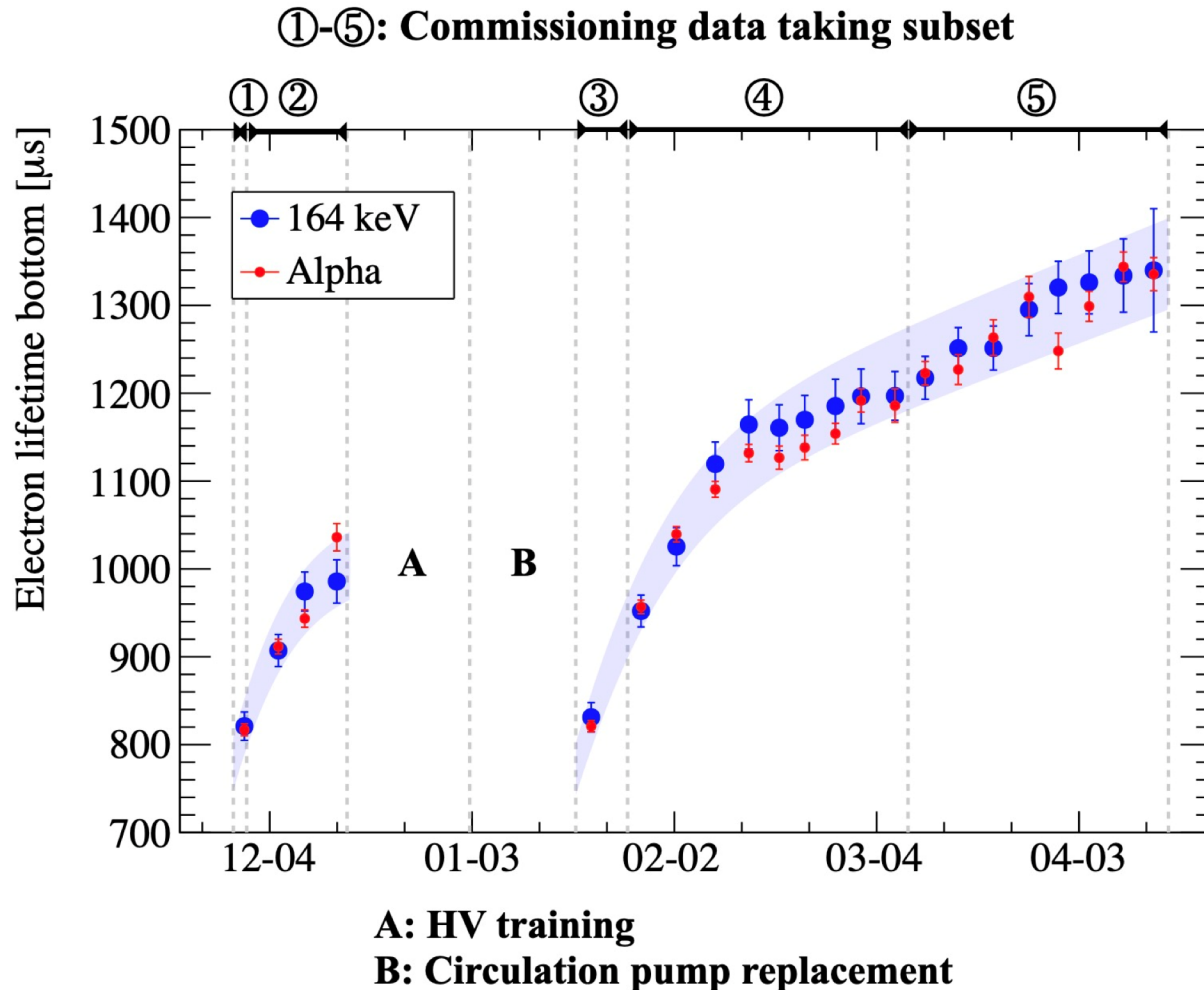 ①-⑤: Commissioning data taking subset
① ② ③ ④ ⑤
Electron lifetime bottom [μs]
1500
1400
1300
1200
1100
1000
900
800
700
164 keV
Alpha
A
B
12-04 01-03 02-02 03-04 04-03
A: HV training
B: Circulation pump replacement